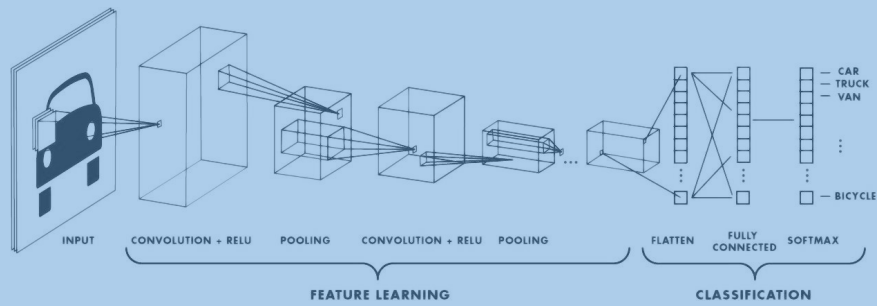 CAR
TRUCK
VAN
BICYCLE
INPUT
CONVOLUTION + RELU
POOLING
CONVOLUTION + RELU
POOLING
FLATTEN
FULLY
CONNECTED
SOFTMAX
FEATURE LEARNING
CLASSIFICATION